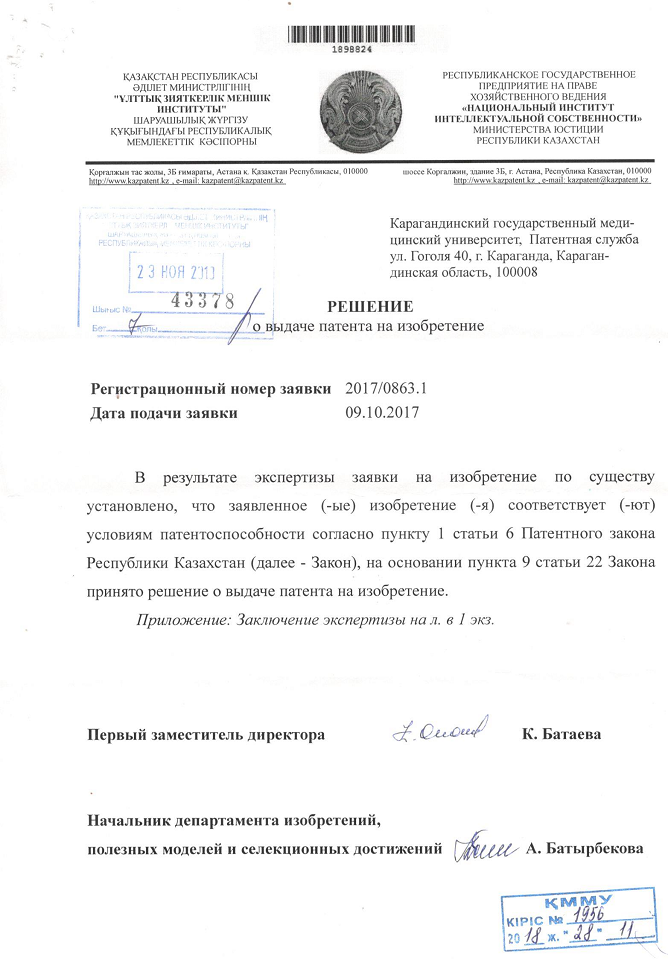 1898824
ҚАЗАҚСТАН РЕСПУБЛИКАСЫ
ӘДІЛЕТ МИНИСТРЛІГІНІҢ
"ҰЛТТЫҚ ЗИЯТКЕРЛІК МЕНШІК
ИНСТИТУТЫ"
ШАРУАШЫЛЫҚ ЖҮРГІЗУ
ҚҰҚЫҒЫНДАҒЫ РЕСПУБЛИКАЛЫҚ
МЕМЛЕКЕТТІК КӘСІПОРНЫ
РЕСПУБЛИКАНСКОЕ ГОСУДАРСТВЕННОЕ
ПРЕДПРИЯТИЕ НА ПРАВЕ
ХОЗЯЙСТВЕННОГО ВЕДЕНИЯ
«НАЦИОНАЛЬНЫЙ ИНСТИТУТ
ИНТЕЛЛЕКТУАЛЬНОЙ СОБСТВЕННОСТИ»
МИНИСТЕРСТВА ЮСТИЦИИ
РЕСПУБЛИКИ КАЗАХСТАН
Қорғалжын тас жолы, 3Б ғимараты, Астана қ. Қазақстан Республикасы, 010000
http://www.kazpatent.kz , e-mail: kazpatent@kazpatent.kz
шоссе Коргалжин, здание 3Б, г. Астана, Республика Казахстан, 010000
http://www.kazpatent.kz , e-mail: kazpatent@kazpatent.kz
23 НОЯ
Шығыс № 43378
Бет 7 қолы
Карагандинский государственный меди-
цинский университет, Патентная служба
ул. Гоголя 40, г. Караганда, Караган-
динская область, 100008
РЕШЕНИЕ
о выдаче патента на изобретение
Регистрационный номер заявки 2017/0863.1
Дата подачи заявки 09.10.2017
В результате экспертизы заявки на изобретение по существу
установлено, что заявленное (-ые) изобретение (-я) соответствует (-ют)
условиям патентоспособности согласно пункту 1 статьи 6 Патентного закона
Республики Казахстан (далее - Закон), на основании пункта 9 статьи 22 Закона
принято решение о выдаче патента на изобретение.
Приложение: Заключение экспертизы на л. в 1 экз.
Первый заместитель директора К. Батаева
Начальник департамента изобретений,
полезных моделей и селекционных достижений А. Батырбекова
ҚММУ
КІРІС № 1956
2018 ж. "28" 11